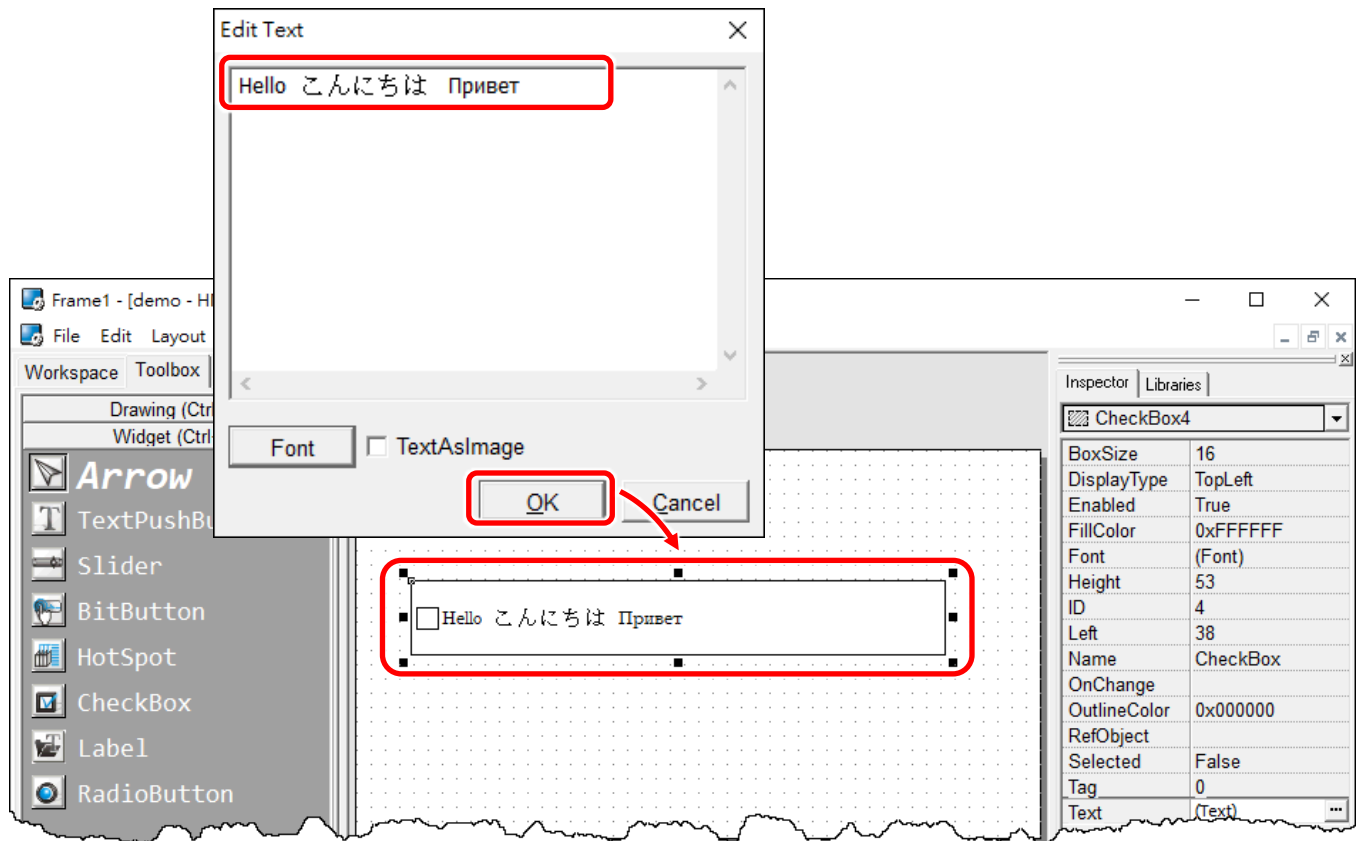 Edit Text
Hello こんにちは Привет
Font
TextAsImage
OK
Cancel
Frame1 - [demo - H
File Edit Layout
Workspace Toolbox
Drawing (Ctrl
Widget (Ctrl
Arrow
TextPushBu
Slider
BitButton
HotSpot
CheckBox
Label
RadioButton
Hello こんにちは Привет
Inspector Libraries
CheckBox4
BoxSize 16
DisplayType TopLeft
Enabled True
FillColor 0xFFFFFF
Font (Font)
Height 53
ID 4
Left 38
Name CheckBox
OnChange
OutlineColor 0x000000
RefObject
Selected False
Tag 0
Text (Text) ...